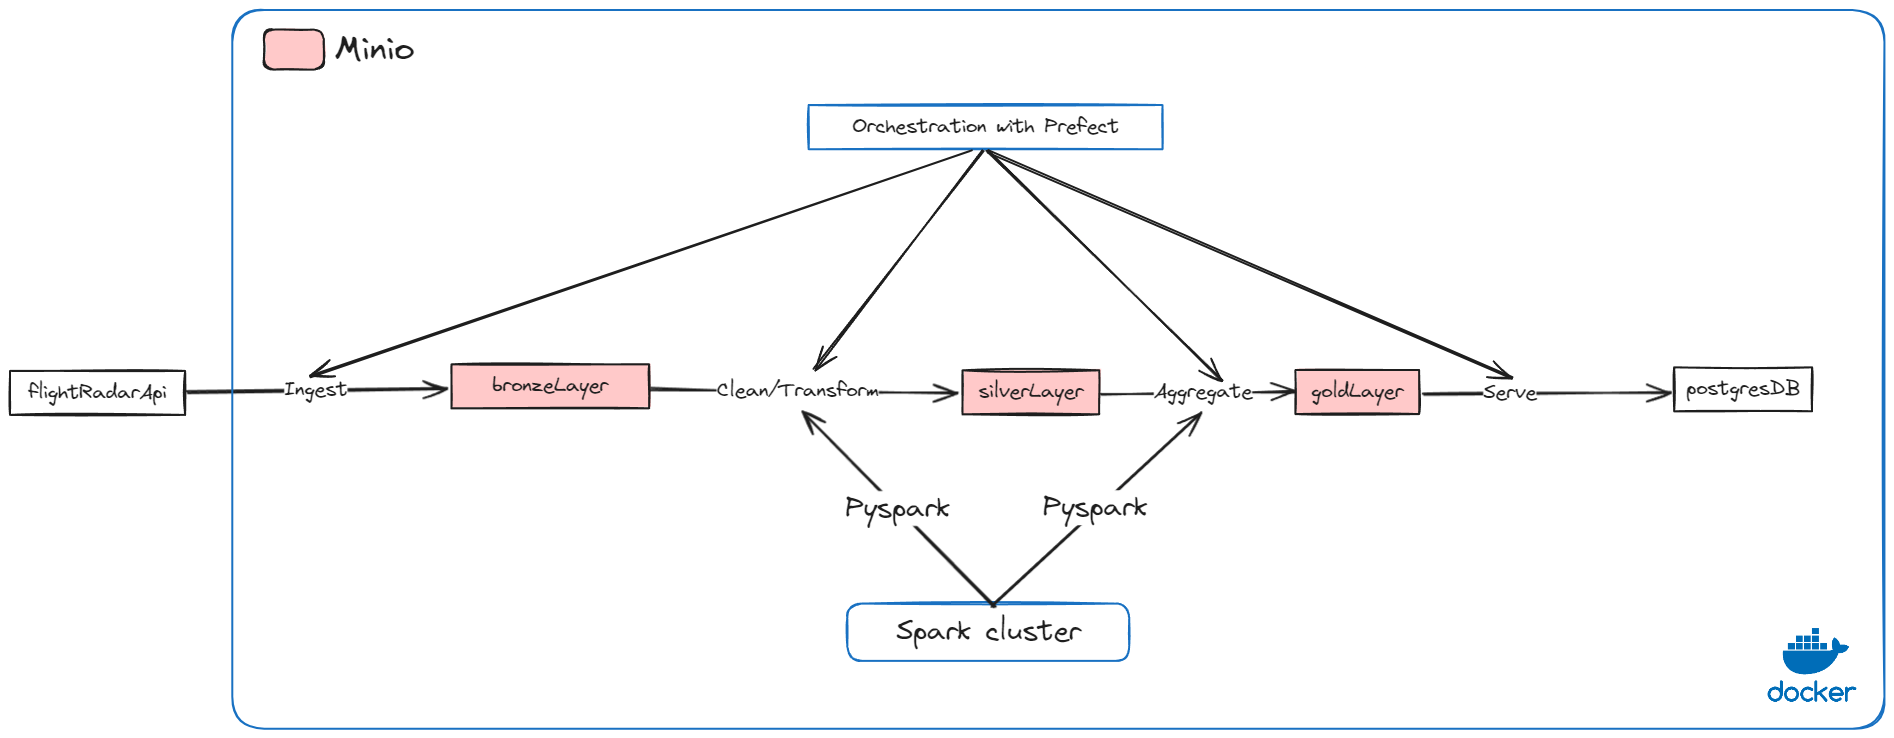 Minio
Orchestration with Prefect
flightRadarApi
Ingest
bronzeLayer
Clean/Transform
silverLayer
Aggregate
goldLayer
Serve
postgresDB
Pyspark
Pyspark
Spark cluster
docker